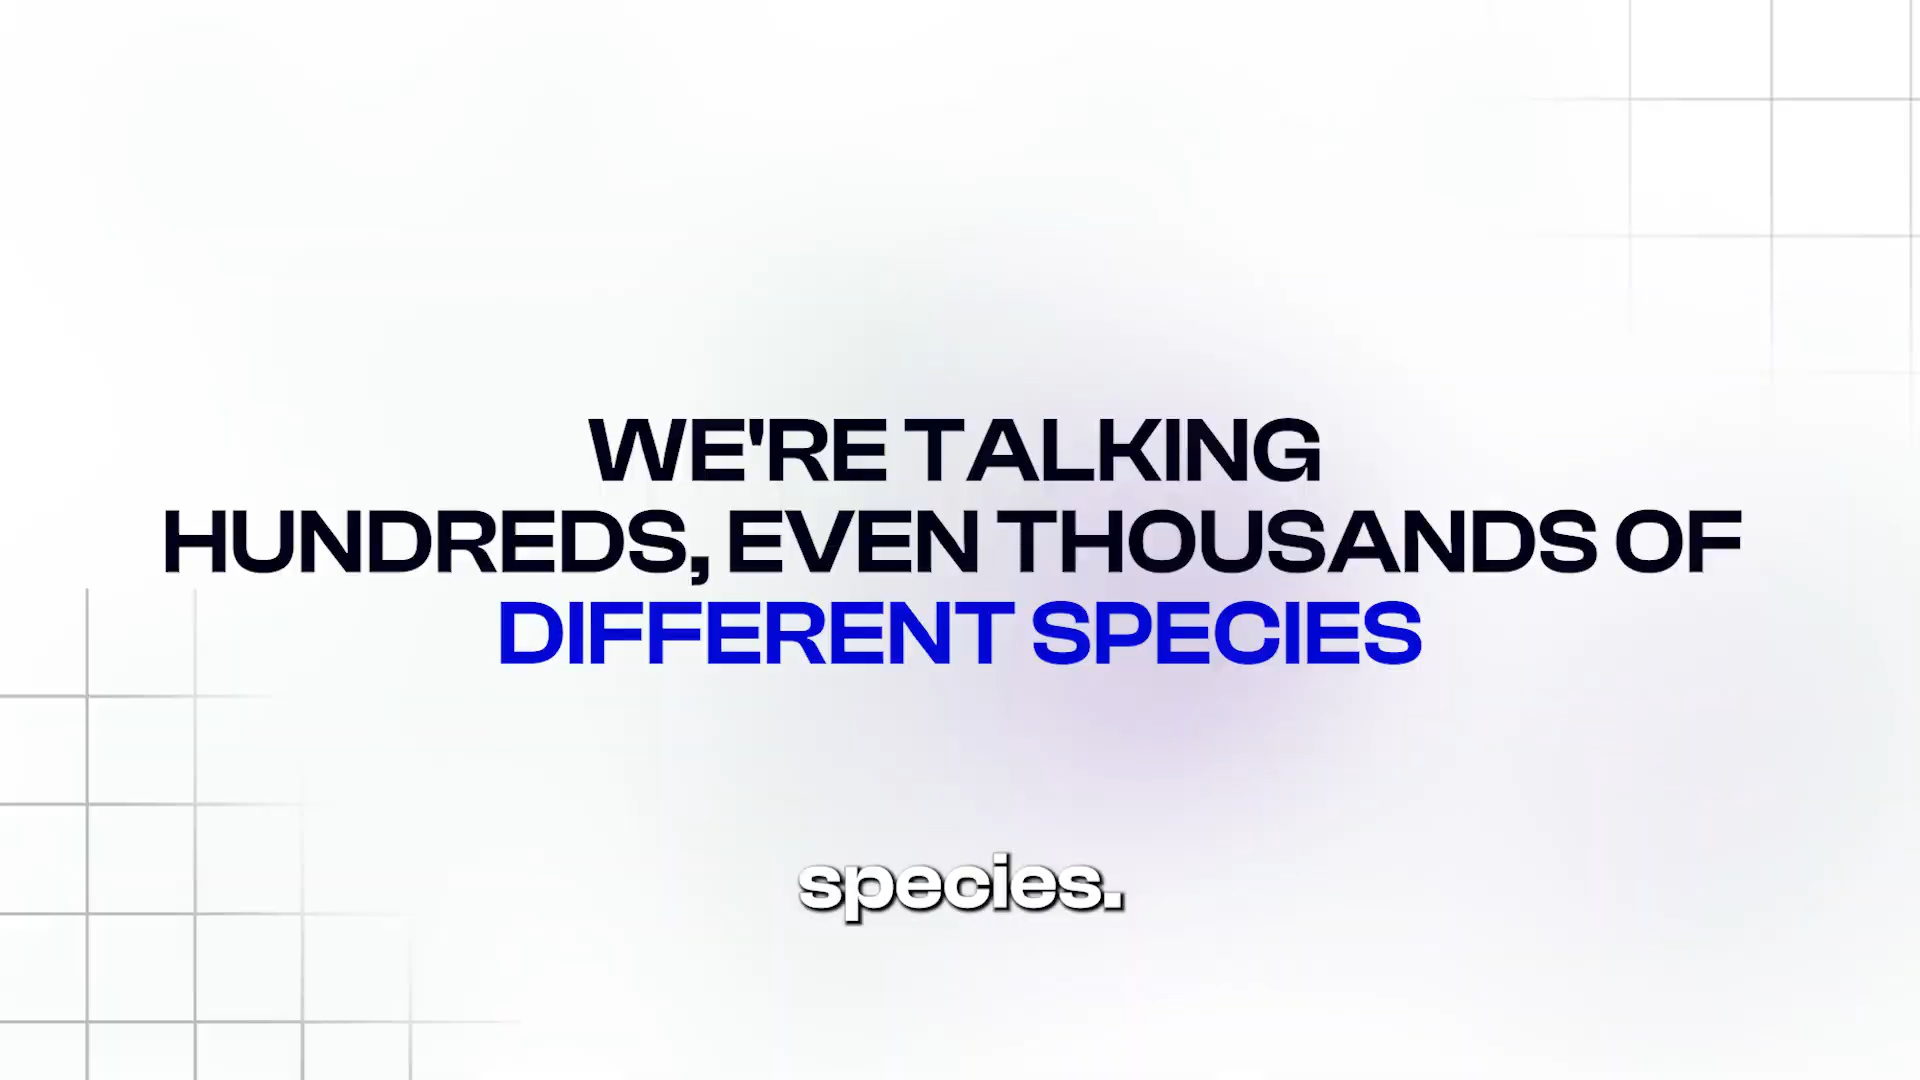 WE'RE TALKING
HUNDREDS, EVEN THOUSANDS OF
DIFFERENT SPECIES
species.